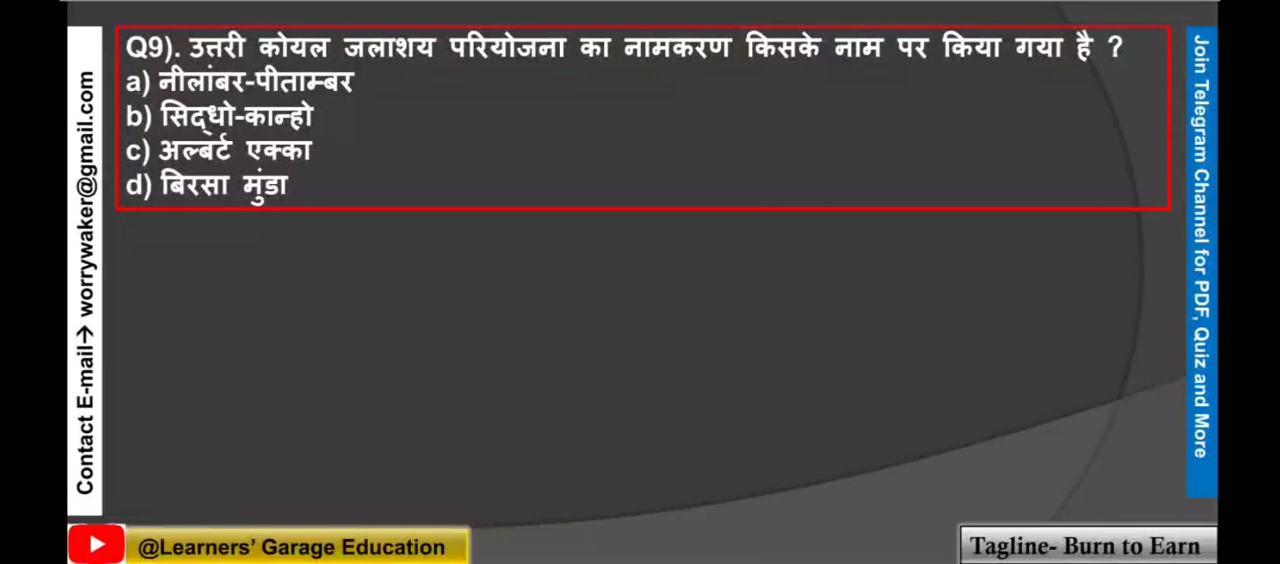 Q9). उत्तरी कोयल जलाशय परियोजना का नामकरण किसके नाम पर किया गया है ?
a) नीलांबर-पीताम्बर
b) सिद्धो-कान्हो
c) अल्बर्ट एक्का
d) बिरसा मुंडा
Contact E-mail→ worrywaker@gmail.com
Join Telegram Channel for PDF, Quiz and More
@Learners’ Garage Education
Tagline- Burn to Earn